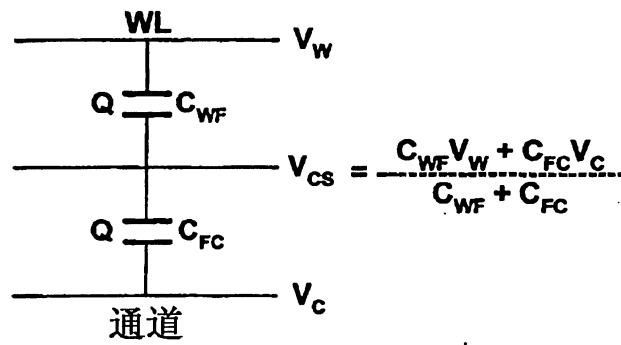 WL
V_W
Q C_WF
V_CS = (C_WF V_W + C_FC V_C) / (C_WF + C_FC)
Q C_FC
V_C
通道